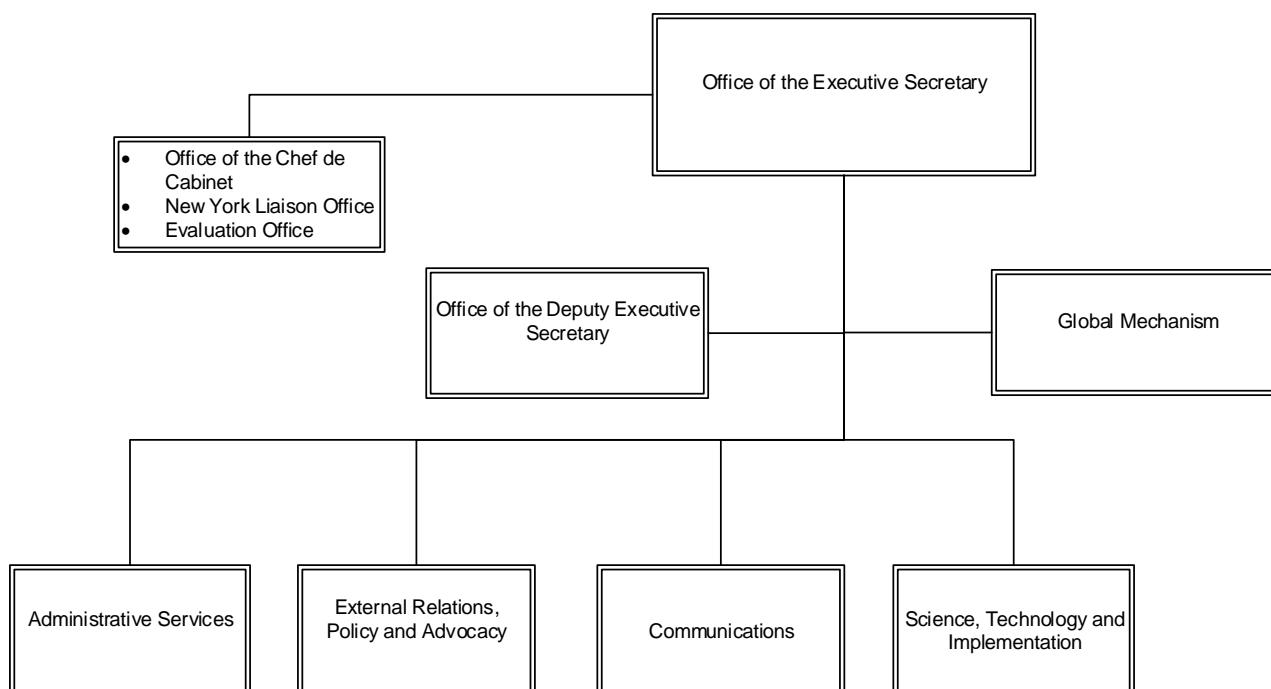 Office of the Executive Secretary
• Office of the Chef de
Cabinet
• New York Liaison Office
• Evaluation Office
Office of the Deputy Executive
Secretary
Global Mechanism
Administrative Services
External Relations,
Policy and Advocacy
Communications
Science, Technology and
Implementation